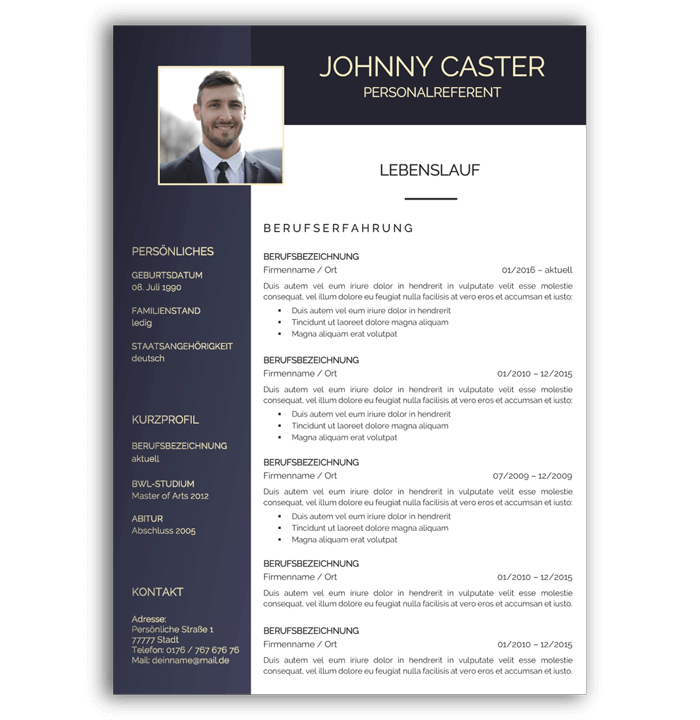 JOHNNY CASTER
PERSONALREFERENT
LEBENSLAUF
PERSÖNLICHES
GEBURTSDATUM
08. Juli 1990
FAMILIENSTAND
ledig
STAATSANGEHÖRIGKEIT
deutsch
KURZPROFIL
BERUFSBEZEICHNUNG
aktuell
BWL-STUDIUM
Master of Arts 2012
ABITUR
Abschluss 2005
KONTAKT
Adresse:
Persönliche Straße 1
77777 Stadt
Telefon: 0176 / 767 676 76
Mail: deinname@mail.de
BERUFSERFAHRUNG
BERUFSBEZEICHNUNG
Firmenname / Ort 01/2016 – aktuell
Duis autem vel eum iriure dolor in hendrerit in vulputate velit esse molestie
consequat, vel illum dolore eu feugiat nulla facilisis at vero eros et accumsan et iusto:
▪ Duis autem vel eum iriure dolor in hendrerit
▪ Tincidunt ut laoreet dolore magna aliquam
▪ Magna aliquam erat volutpat
BERUFSBEZEICHNUNG
Firmenname / Ort 01/2010 – 12/2015
Duis autem vel eum iriure dolor in hendrerit in vulputate velit esse molestie
consequat, vel illum dolore eu feugiat nulla facilisis at vero eros et accumsan et iusto:
▪ Duis autem vel eum iriure dolor in hendrerit
▪ Tincidunt ut laoreet dolore magna aliquam
▪ Magna aliquam erat volutpat
BERUFSBEZEICHNUNG
Firmenname / Ort 07/2009 – 12/2009
Duis autem vel eum iriure dolor in hendrerit in vulputate velit esse molestie
consequat, vel illum dolore eu feugiat nulla facilisis at vero eros et accumsan et iusto:
▪ Duis autem vel eum iriure dolor in hendrerit
▪ Tincidunt ut laoreet dolore magna aliquam
▪ Magna aliquam erat volutpat
BERUFSBEZEICHNUNG
Firmenname / Ort 01/2010 – 12/2015
Duis autem vel eum iriure dolor in hendrerit in vulputate velit esse molestie
consequat, vel illum dolore eu feugiat nulla facilisis at vero eros et accumsan et iusto.
BERUFSBEZEICHNUNG
Firmenname / Ort 01/2010 – 12/2015
Duis autem vel eum iriure dolor in hendrerit in vulputate velit esse molestie
consequat, vel illum dolore eu feugiat nulla facilisis at vero eros et accumsan et iusto.